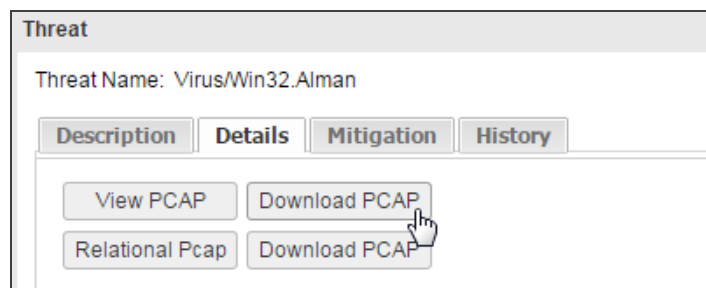 Threat
Threat Name: Virus/Win32.Alman
Description Details Mitigation History
View PCAP Download PCAP
Relational Pcap Download PCAP